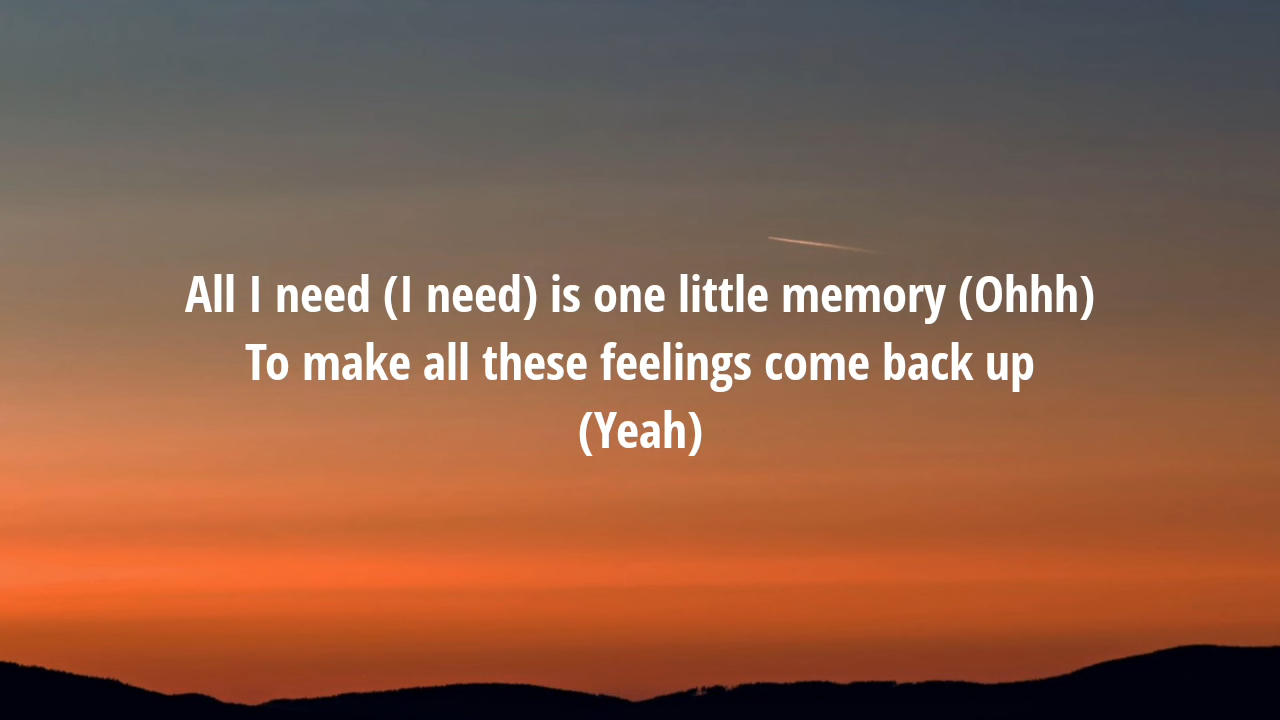 All I need (I need) is one little memory (Ohhh)
To make all these feelings come back up
(Yeah)